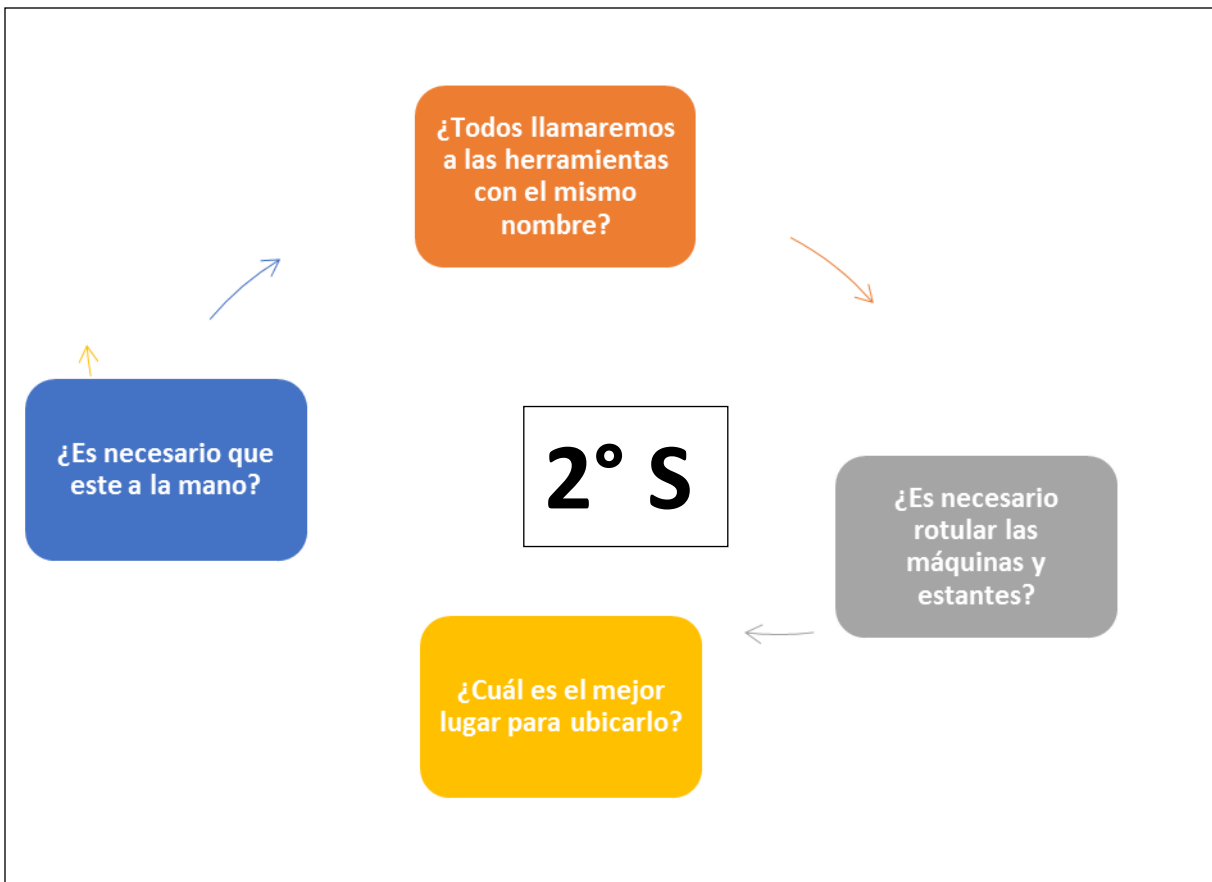 ¿Todos llamaremos
a las herramientas
con el mismo
nombre?
¿Es necesario que
este a la mano?
2° S
¿Es necesario
rotular las
máquinas y
estantes?
¿Cuál es el mejor
lugar para ubicarlo?